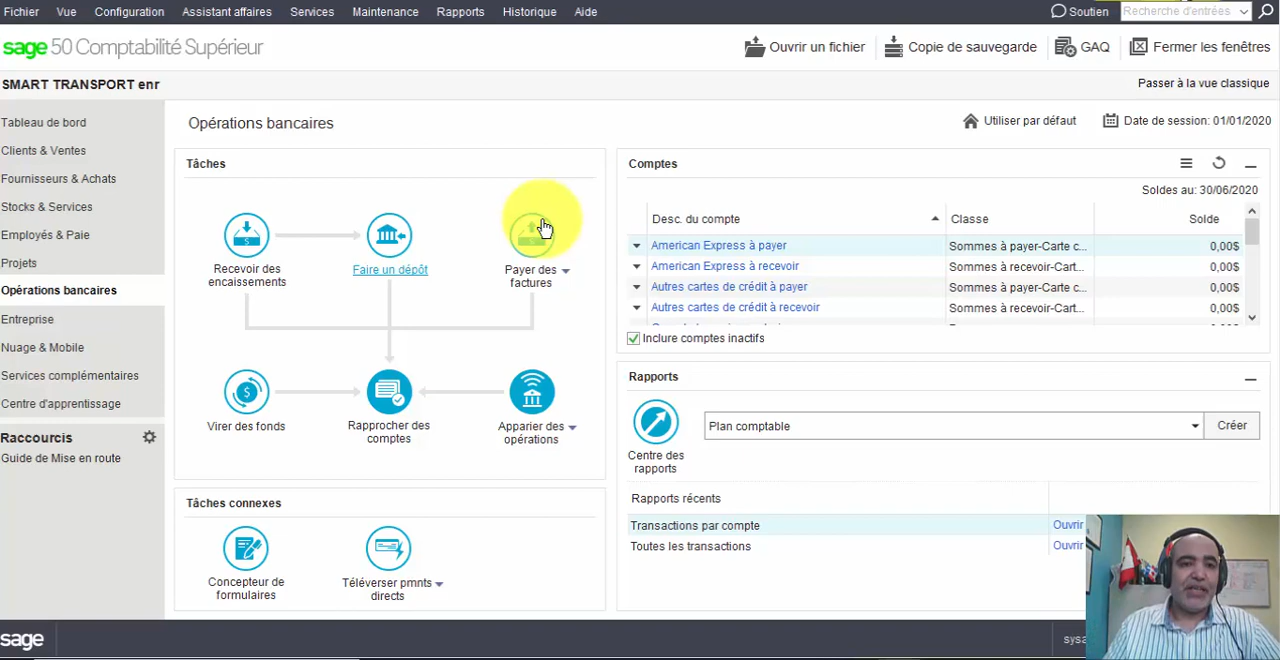 Fichier Vue Configuration Assistant affaires Services Maintenance Rapports Historique Aide Soutien Recherche d'entrées
sage 50 Comptabilité Supérieur Ouvrir un fichier Copie de sauvegarde GAQ Fermer les fenêtres
SMART TRANSPORT enr Passer à la vue classique
Tableau de bord
Clients & Ventes
Fournisseurs & Achats
Stocks & Services
Employés & Paie
Projets
Opérations bancaires
Entreprise
Nuage & Mobile
Services complémentaires
Centre d'apprentissage
Raccourcis
Guide de Mise en route
Opérations bancaires Utiliser par défaut Date de session: 01/01/2020
Tâches
Recevoir des
encaissements
Faire un dépôt
Payer des
factures
Virer des fonds
Rapprocher des
comptes
Apparier des
opérations
Tâches connexes
Concepteur de
formulaires
Téléverser pmnts
directs
Comptes
Soldes au: 30/06/2020
Desc. du compte Classe Solde
American Express à payer Sommes à payer-Carte c... 0,00$
American Express à recevoir Sommes à recevoir-Cart... 0,00$
Autres cartes de crédit à payer Sommes à payer-Carte c... 0,00$
Autres cartes de crédit à recevoir Sommes à recevoir-Cart... 0,00$
Inclure comptes inactifs
Rapports
Centre des
rapports
Plan comptable Créer
Rapports récents
Transactions par compte Ouvrir
Toutes les transactions Ouvrir
sage sysa